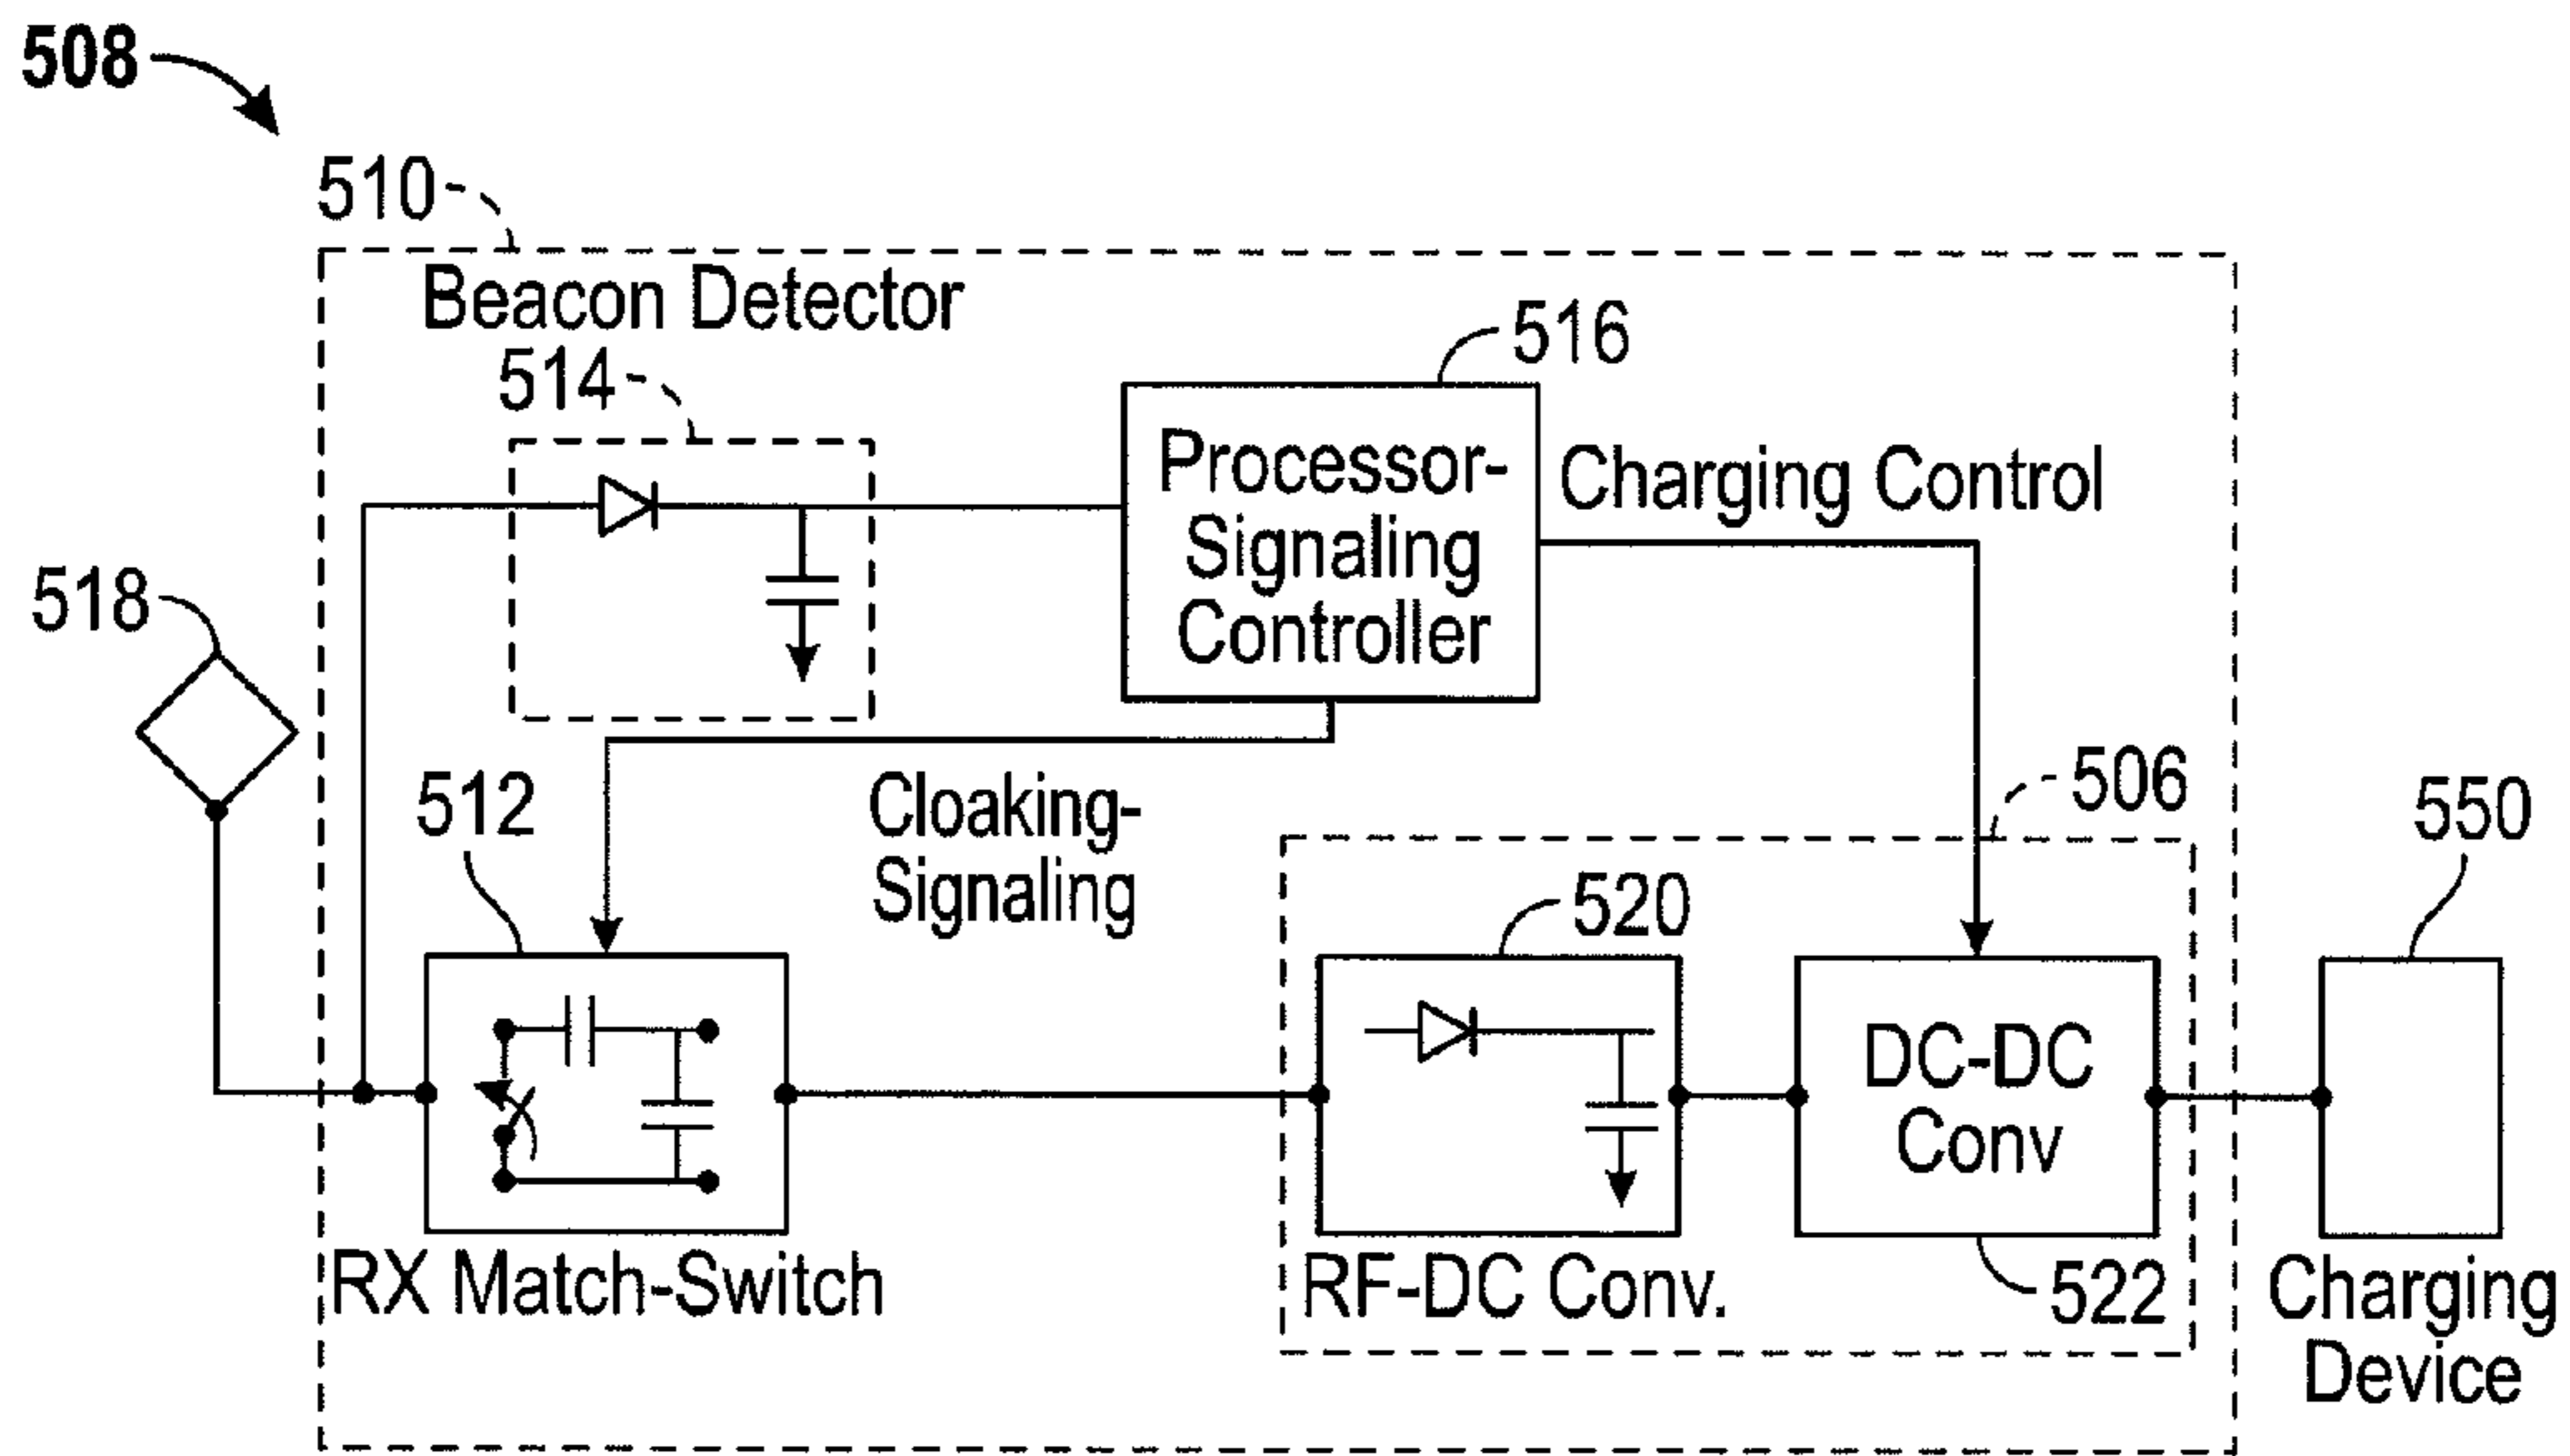 508
510
Beacon Detector
514
516
Processor-
Signaling
Controller
Charging Control
518
512
Cloaking-
Signaling
506
520
550
DC-DC
Conv
RX Match-Switch
RF-DC Conv.
522
Charging
Device